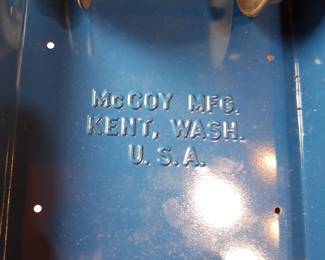 McCOY MFG.
KENT, WASH.
U.S.A.